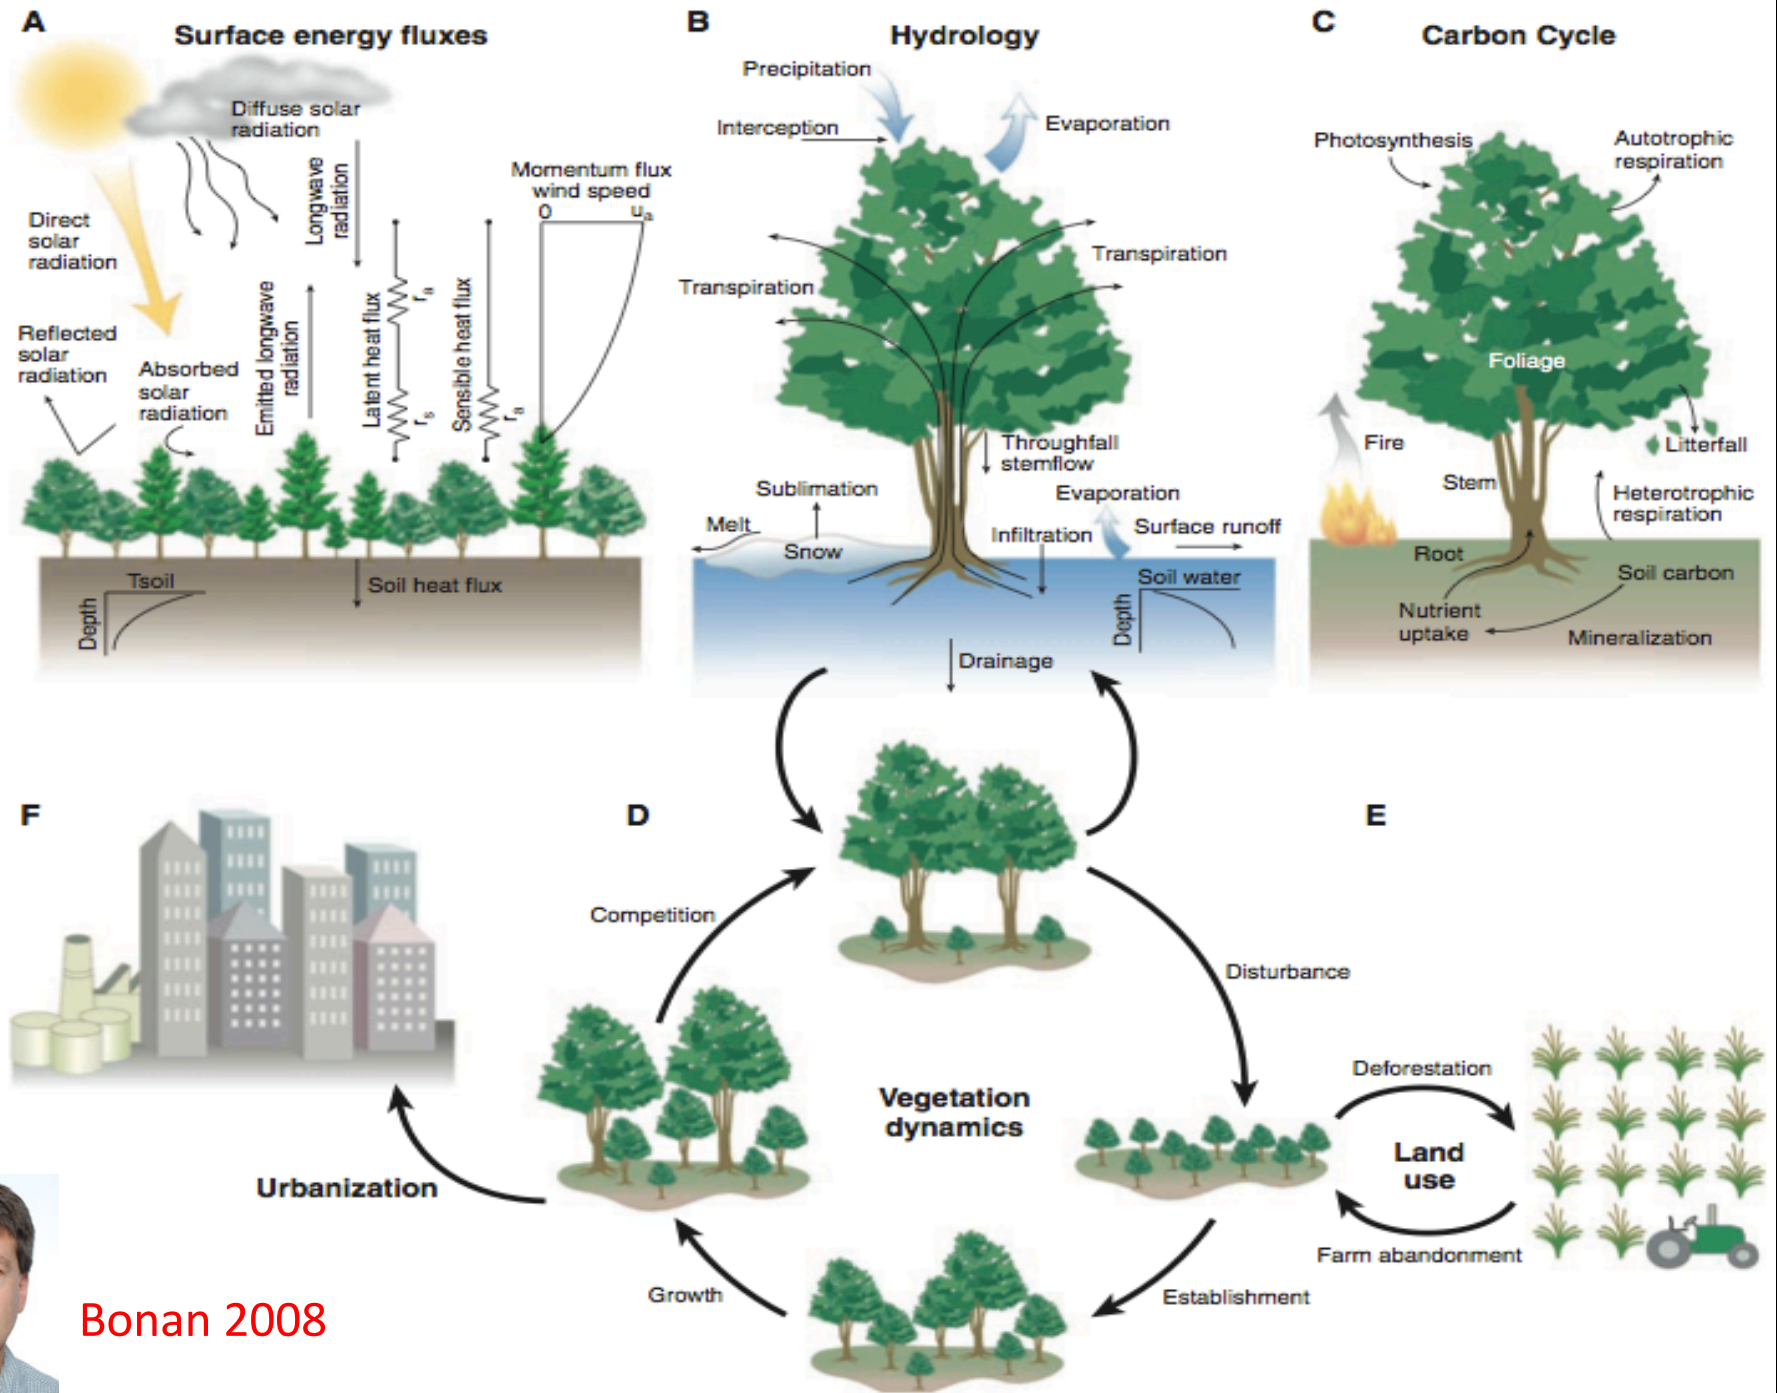 A
Surface energy fluxes
Diffuse solar
radiation
Direct
solar
radiation
Reflected
solar
radiation
Absorbed
solar
radiation
Longwave
radiation
Emitted longwave
radiation
Latent heat flux
ra
rs
Sensible heat flux
ra
Momentum flux
wind speed
0
ua
Tsoil
Depth
Soil heat flux
B
Hydrology
Precipitation
Interception
Evaporation
Transpiration
Transpiration
Throughfall
stemflow
Sublimation
Evaporation
Melt
Snow
Infiltration
Surface runoff
Soil water
Depth
Drainage
C
Carbon Cycle
Photosynthesis
Autotrophic
respiration
Foliage
Fire
Litterfall
Stem
Heterotrophic
respiration
Root
Soil carbon
Nutrient
uptake
Mineralization
F
Urbanization
D
Competition
Disturbance
Vegetation
dynamics
Growth
Establishment
E
Deforestation
Land
use
Farm abandonment
Bonan 2008